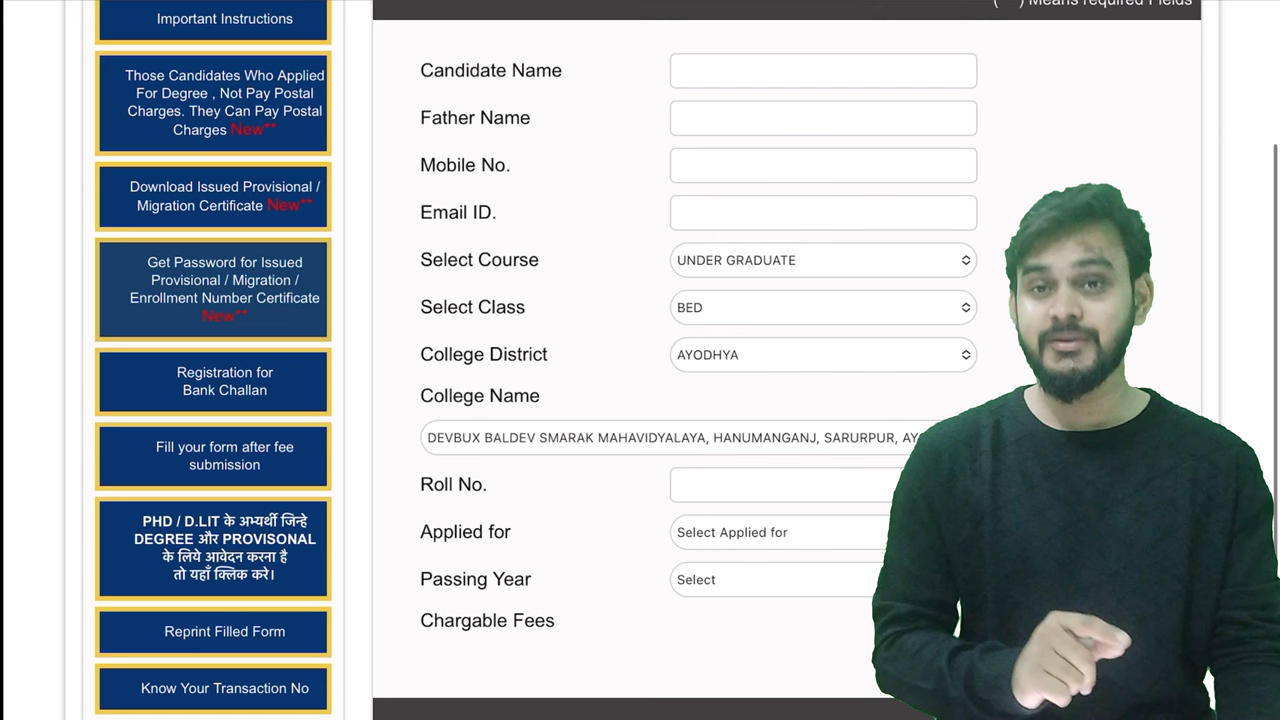 Important Instructions
Those Candidates Who Applied
For Degree , Not Pay Postal
Charges. They Can Pay Postal
Charges New**
Download Issued Provisional /
Migration Certificate New**
Get Password for Issued
Provisional / Migration /
Enrollment Number Certificate
New**
Registration for
Bank Challan
Fill your form after fee
submission
PHD / D.LIT के अभ्यर्थी जिन्हे
DEGREE और PROVISONAL
के लिये आवेदन करना है
तो यहाँ क्लिक करे।
Reprint Filled Form
Know Your Transaction No
) Means required Fields
Candidate Name
Father Name
Mobile No.
Email ID.
Select Course UNDER GRADUATE
Select Class BED
College District AYODHYA
College Name
DEVBUX BALDEV SMARAK MAHAVIDYALAYA, HANUMANGANJ, SARURPUR,
Roll No.
Applied for Select Applied for
Passing Year Select
Chargable Fees